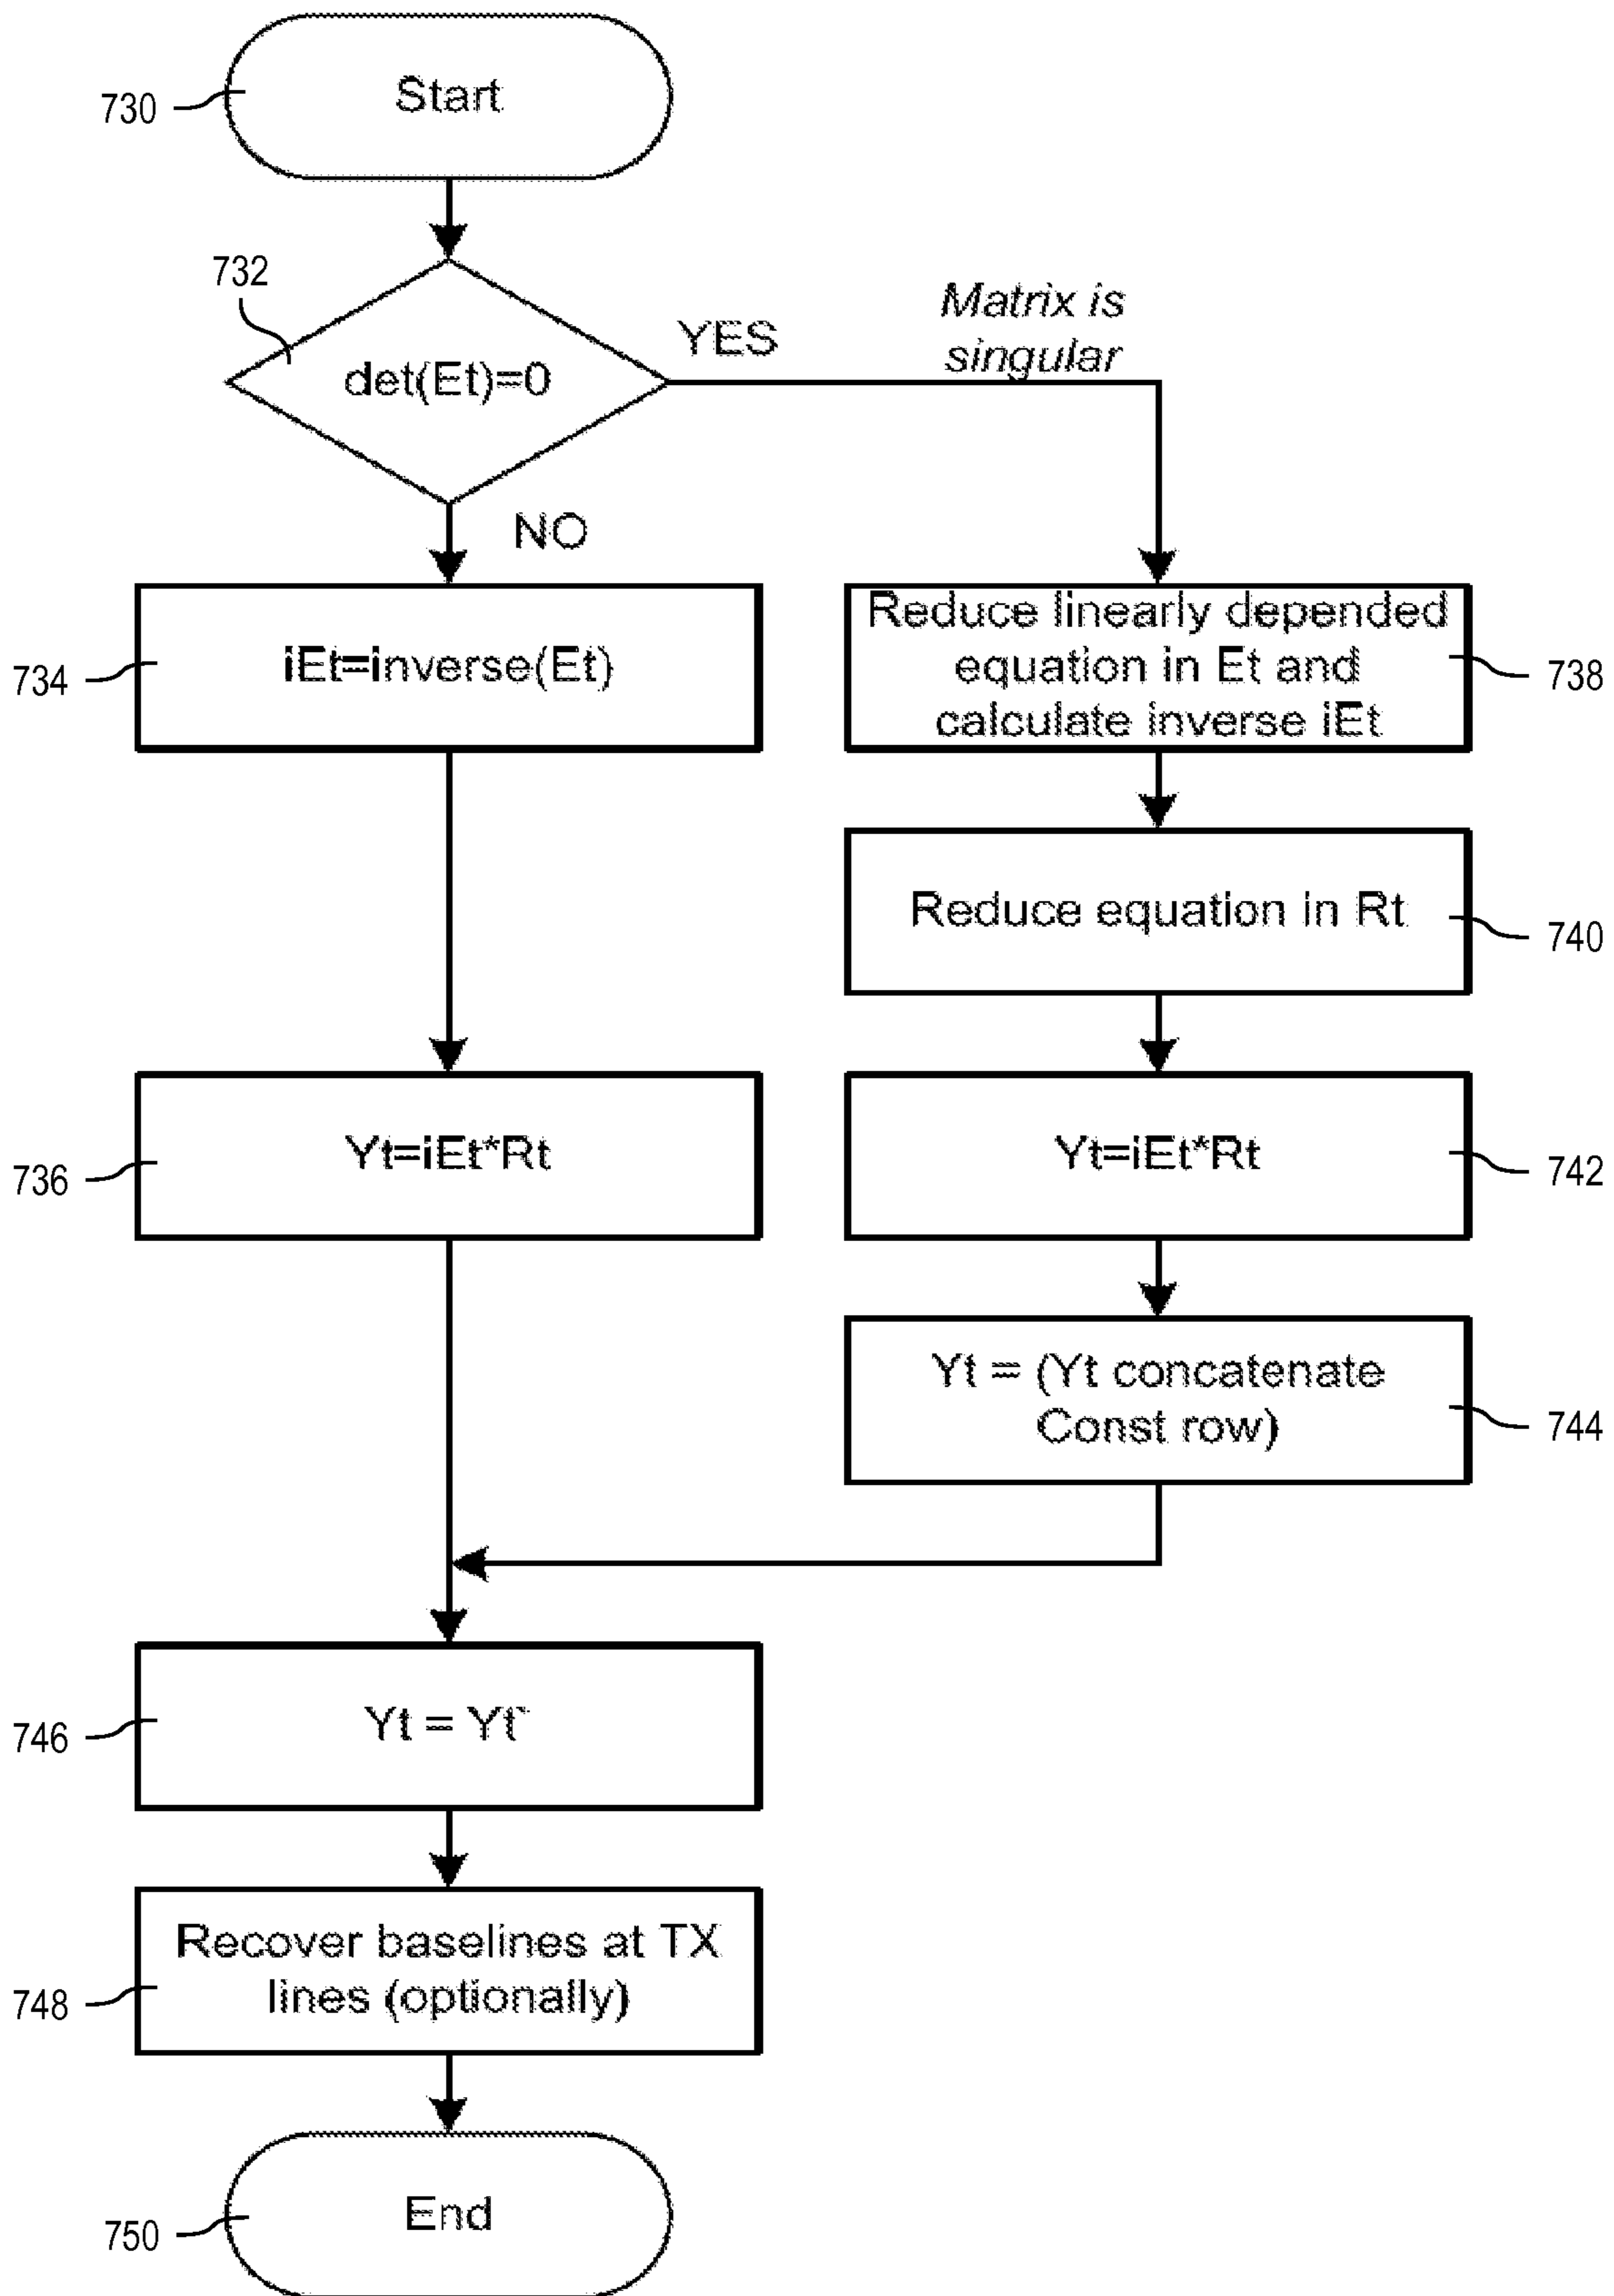 Start
730
732
det(Et)=0
YES
Matrix is
singular
NO
iEt=inverse(Et)
734
Reduce linearly depended
equation in Et and
calculate inverse iEt
738
Reduce equation in Rt
740
Yt=iEt*Rt
736
Yt=iEt*Rt
742
Yt = (Yt concatenate
Const row)
744
Yt = Yt`
746
Recover baselines at TX
lines (optionally)
748
End
750